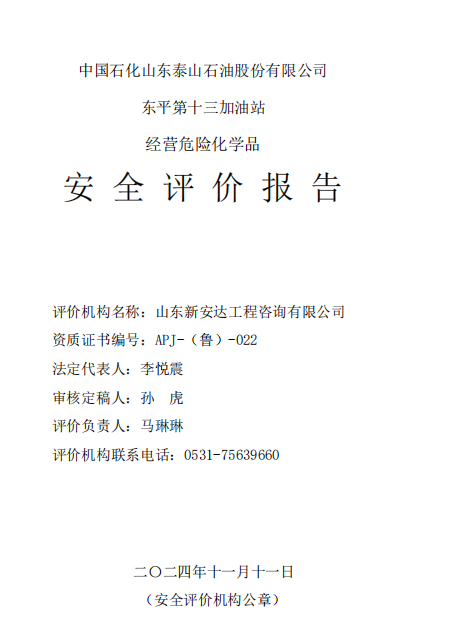 中国石化山东泰山石油股份有限公司
东平第十三加油站
经营危险化学品
安全评价报告
评价机构名称：山东新安达工程咨询有限公司
资质证书编号：APJ-（鲁）-022
法定代表人：李悦震
审核定稿人：孙　虎
评价负责人：马琳琳
评价机构联系电话：0531-75639660
二〇二四年十一月十一日
（安全评价机构公章）